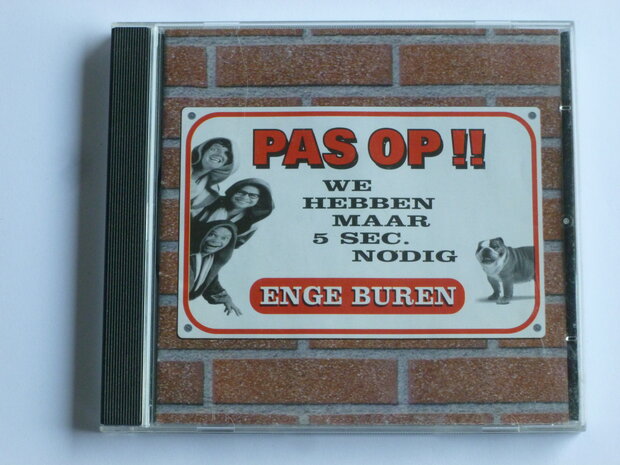 PAS OP!!
WE
HEBBEN
MAAR
5 SEC.
NODIG
ENGE BUREN